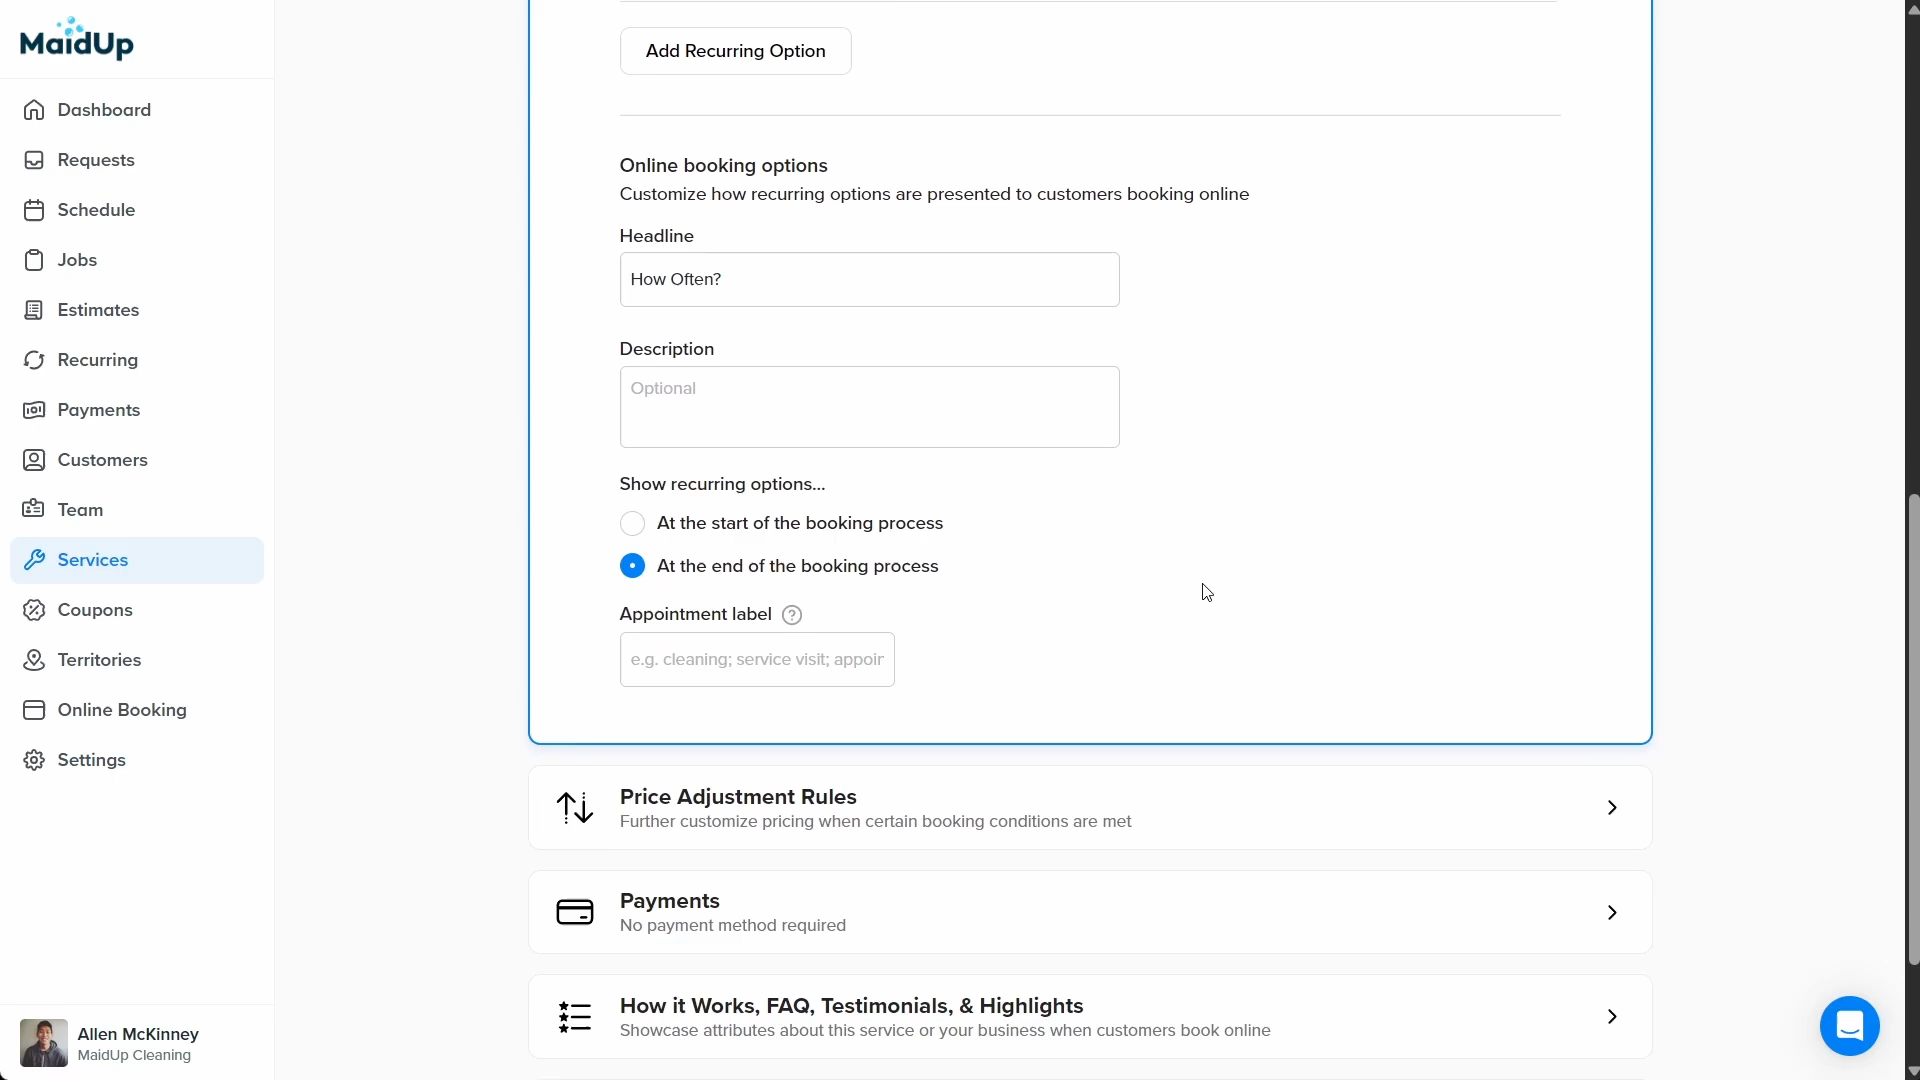 MaidUp
Dashboard
Requests
Schedule
Jobs
Estimates
Recurring
Payments
Customers
Team
Services
Coupons
Territories
Online Booking
Settings
Allen McKinney
MaidUp Cleaning
Add Recurring Option
Online booking options
Customize how recurring options are presented to customers booking online
Headline
How Often?
Description
Optional
Show recurring options...
At the start of the booking process
At the end of the booking process
Appointment label ?
e.g. cleaning; service visit; appoin
Price Adjustment Rules
Further customize pricing when certain booking conditions are met
Payments
No payment method required
How it Works, FAQ, Testimonials, & Highlights
Showcase attributes about this service or your business when customers book online